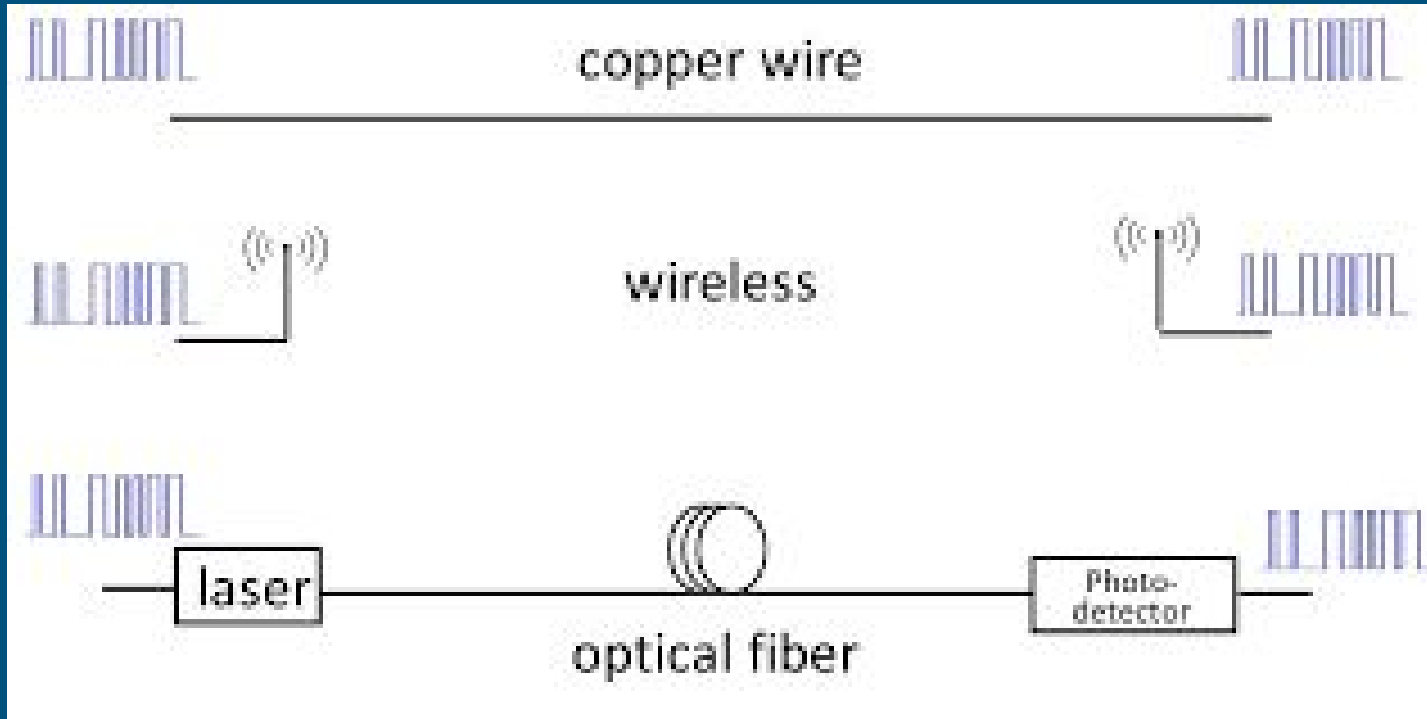 copper wire
wireless
laser
Photo-
detector
optical fiber